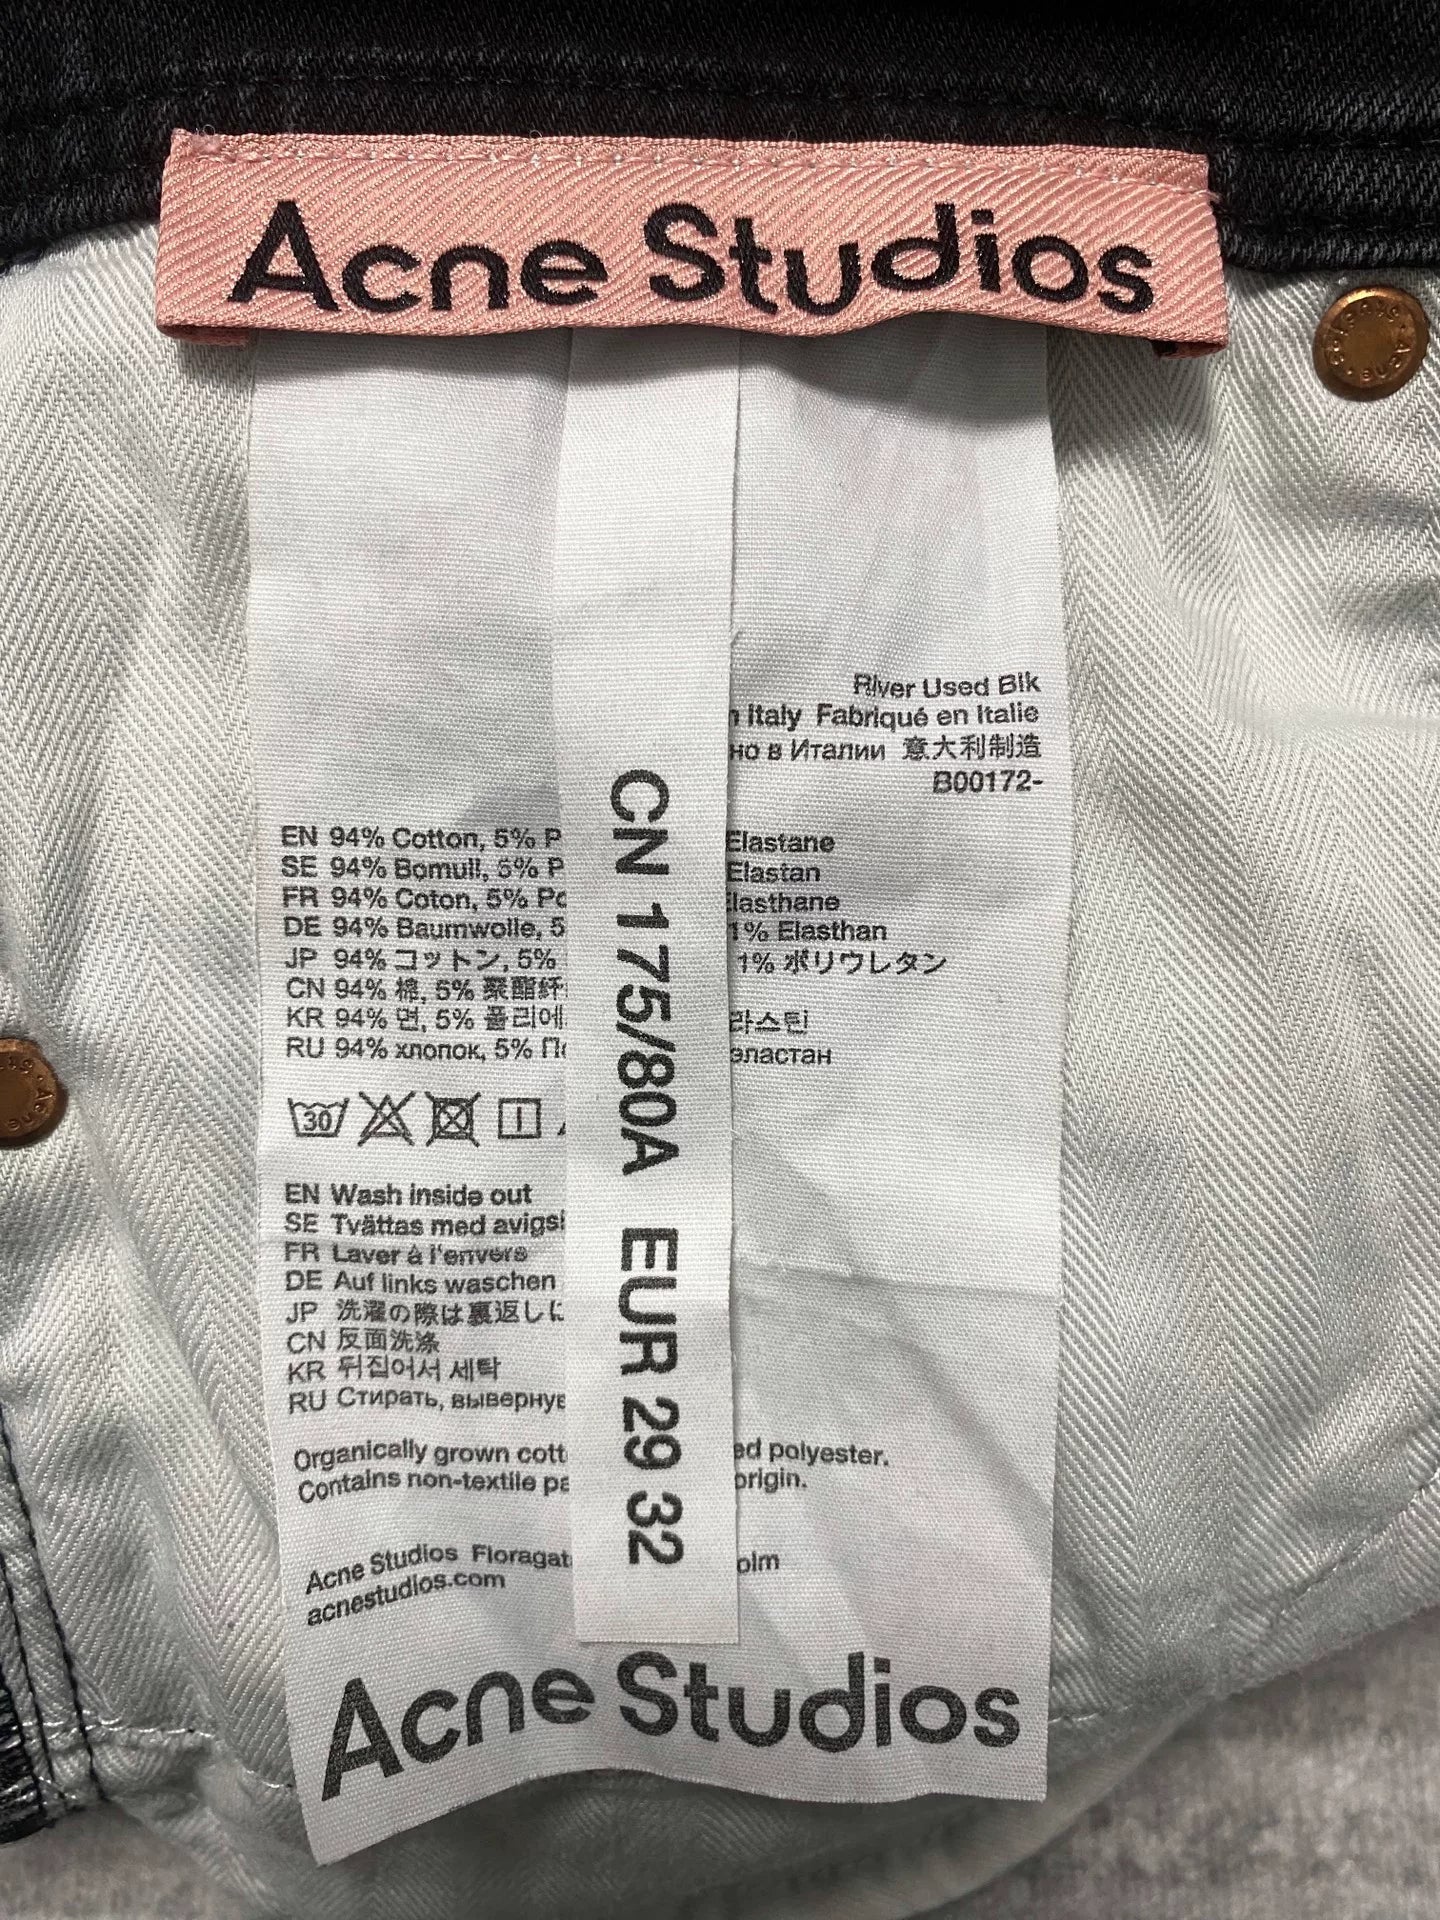 Acne Studios
River Used Blk
Italy Fabriqué en Italie
в Италии 意大利制造
B00172-
EN 94% Cotton, 5% Elastane
SE 94% Bomull, 5% Elastan
FR 94% Coton, 5% Elasthane
DE 94% Baumwolle, 5 1% Elasthan
JP 94% コットン, 5% 1% ポリウレタン
CN 94% 棉, 5% 聚酯纤
KR 94% 면, 5% 폴리에 라스틴
RU 94% хлопок, 5% эластан
30
EN Wash inside out
SE Tvättas med avigsi
FR Laver à l'envers
DE Auf links waschen
JP 洗濯の際は裏返しに
CN 反面洗涤
KR 뒤집어서 세탁
RU Стирать, вывернув
Organically grown cott ed polyester.
Contains non-textile pa origin.
Acne Studios Floragat olm
acnestudios.com
Acne Studios
CN 175/80A EUR 29 32
Acne